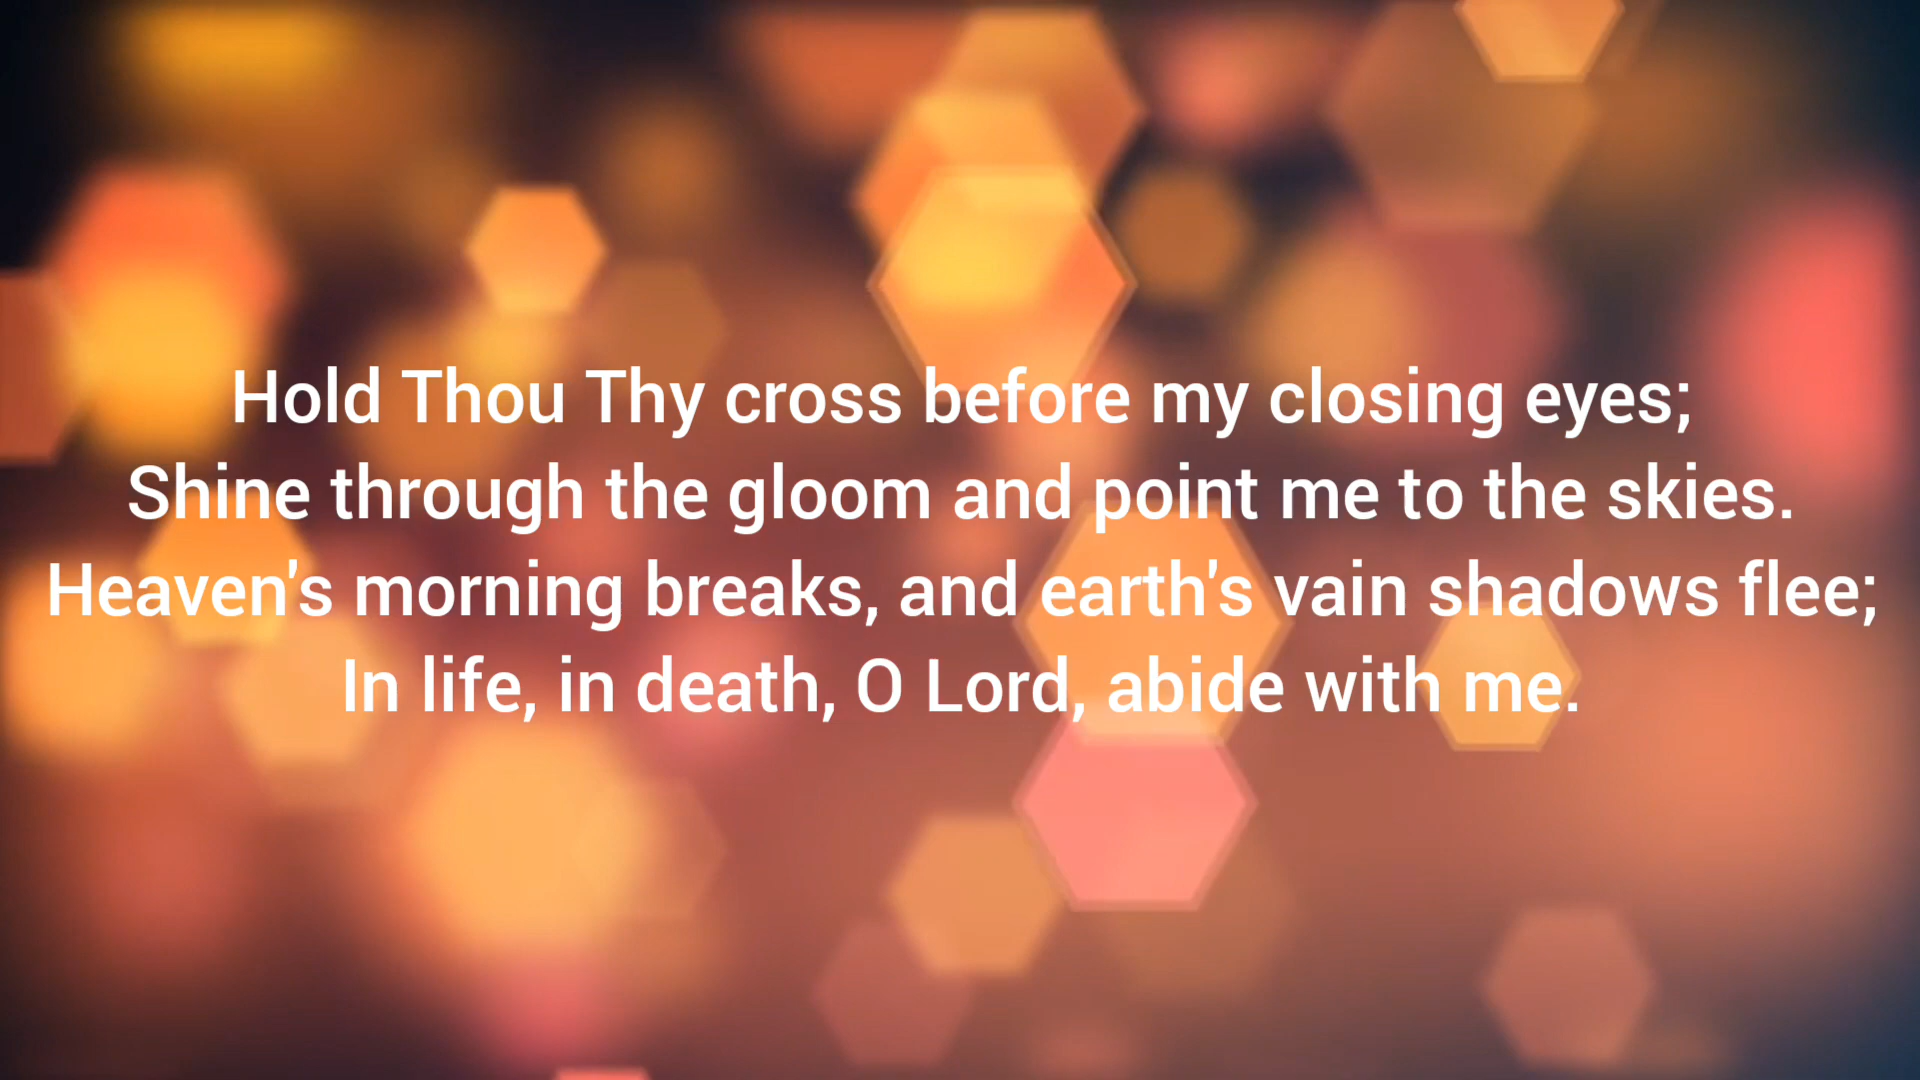 Hold Thou Thy cross before my closing eyes;
Shine through the gloom and point me to the skies.
Heaven's morning breaks, and earth's vain shadows flee;
In life, in death, O Lord, abide with me.